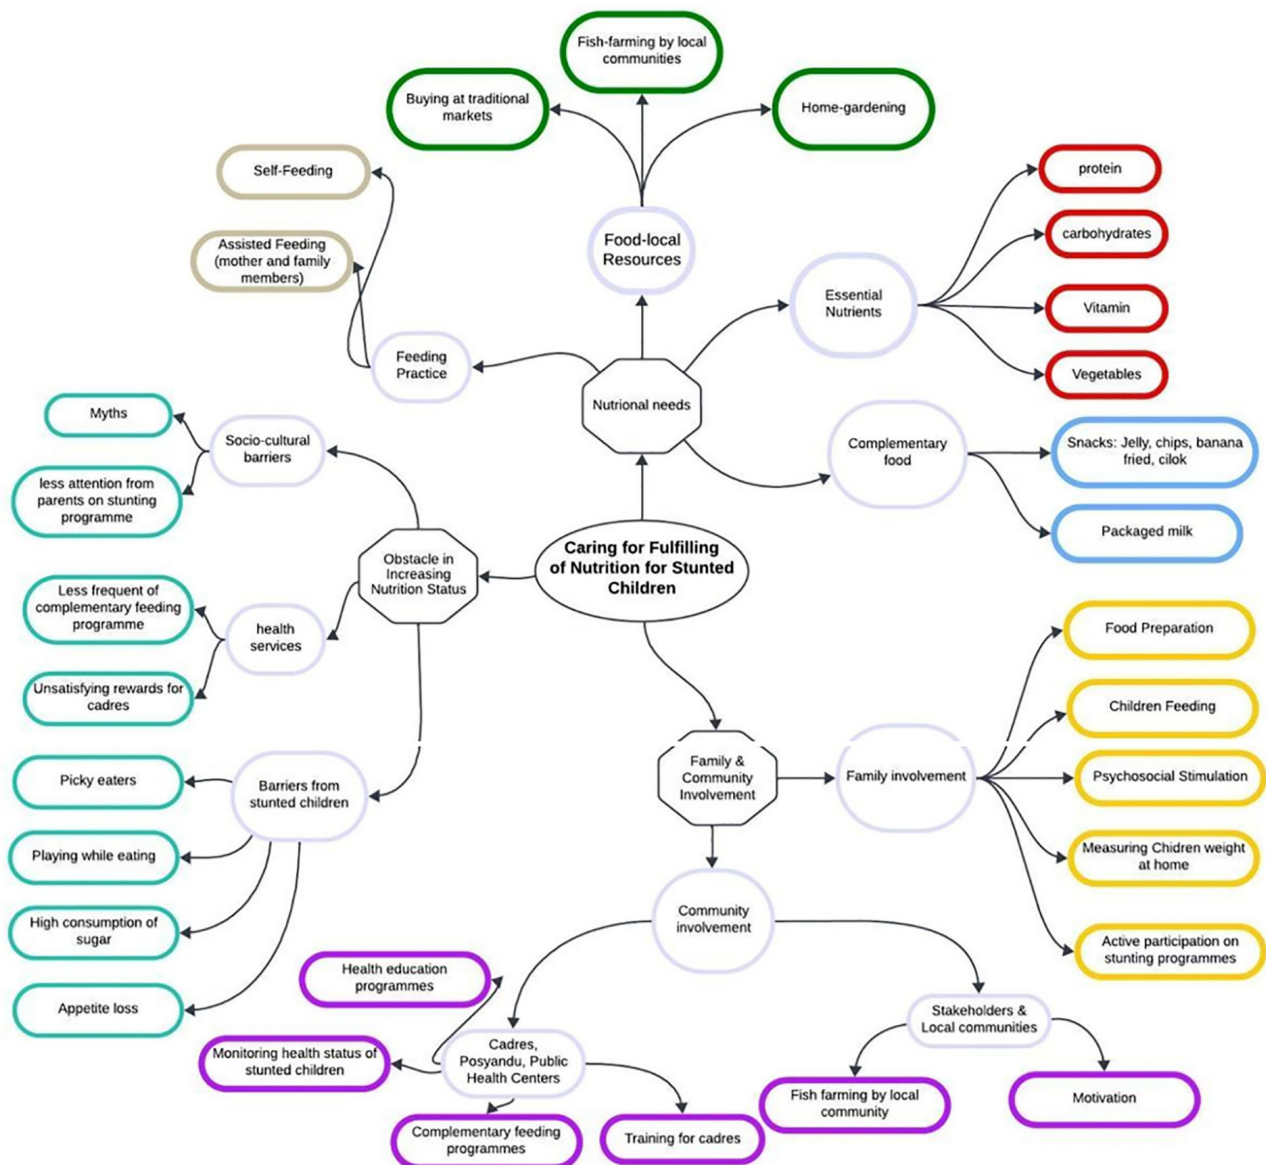 Fish-farming by local
communities
Buying at traditional
markets
Home-gardening
Self-Feeding
Assisted Feeding
(mother and family
members)
Food-local
Resources
protein
carbohydrates
Vitamin
Vegetables
Essential
Nutrients
Feeding
Practice
Nutrional needs
Complementary
food
Snacks: Jelly, chips, banana
fried, cilok
Packaged milk
Myths
less attention from
parents on stunting
programme
Socio-cultural
barriers
Obstacle in
Increasing
Nutrition Status
Caring for Fulfilling
of Nutrition for Stunted
Children
Less frequent of
complementary feeding
programme
Unsatisfying rewards for
cadres
health
services
Picky eaters
Playing while eating
High consumption of
sugar
Appetite loss
Barriers from
stunted children
Family &
Community
Involvement
Family involvement
Food Preparation
Children Feeding
Psychosocial Stimulation
Measuring Chidren weight
at home
Active participation on
stunting programmes
Community
involvement
Health education
programmes
Monitoring health status of
stunted children
Cadres,
Posyandu, Public
Health Centers
Complementary feeding
programmes
Training for cadres
Stakeholders &
Local communities
Fish farming by local
community
Motivation